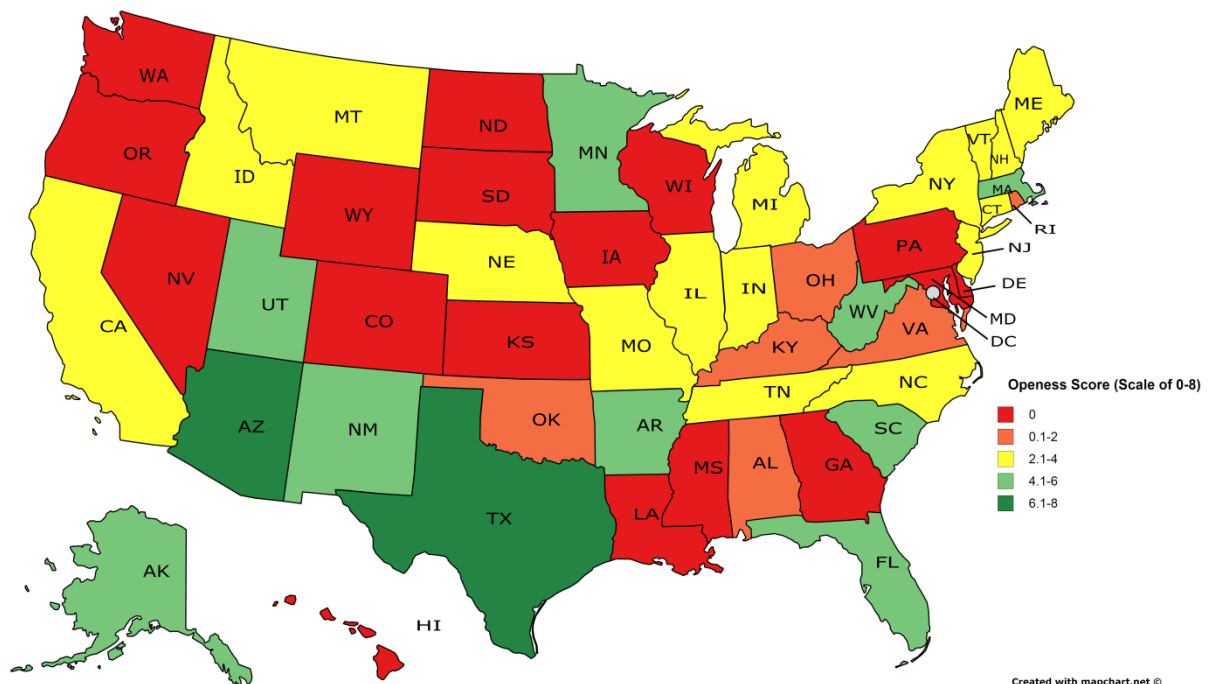 WA
MT
ND
MN
ME
OR
ID
SD
WI
VT
NH
WY
MI
NY
MA
CT
RI
IA
PA
NJ
NE
NV
IL
IN
OH
DE
UT
CO
WV
MD
CA
KS
MO
VA
DC
KY
TN
NC
Openess Score (Scale of 0-8)
0
0.1-2
2.1-4
4.1-6
6.1-8
AZ
NM
OK
AR
SC
MS
AL
GA
TX
LA
FL
AK
HI
Created with mapchart.net ©